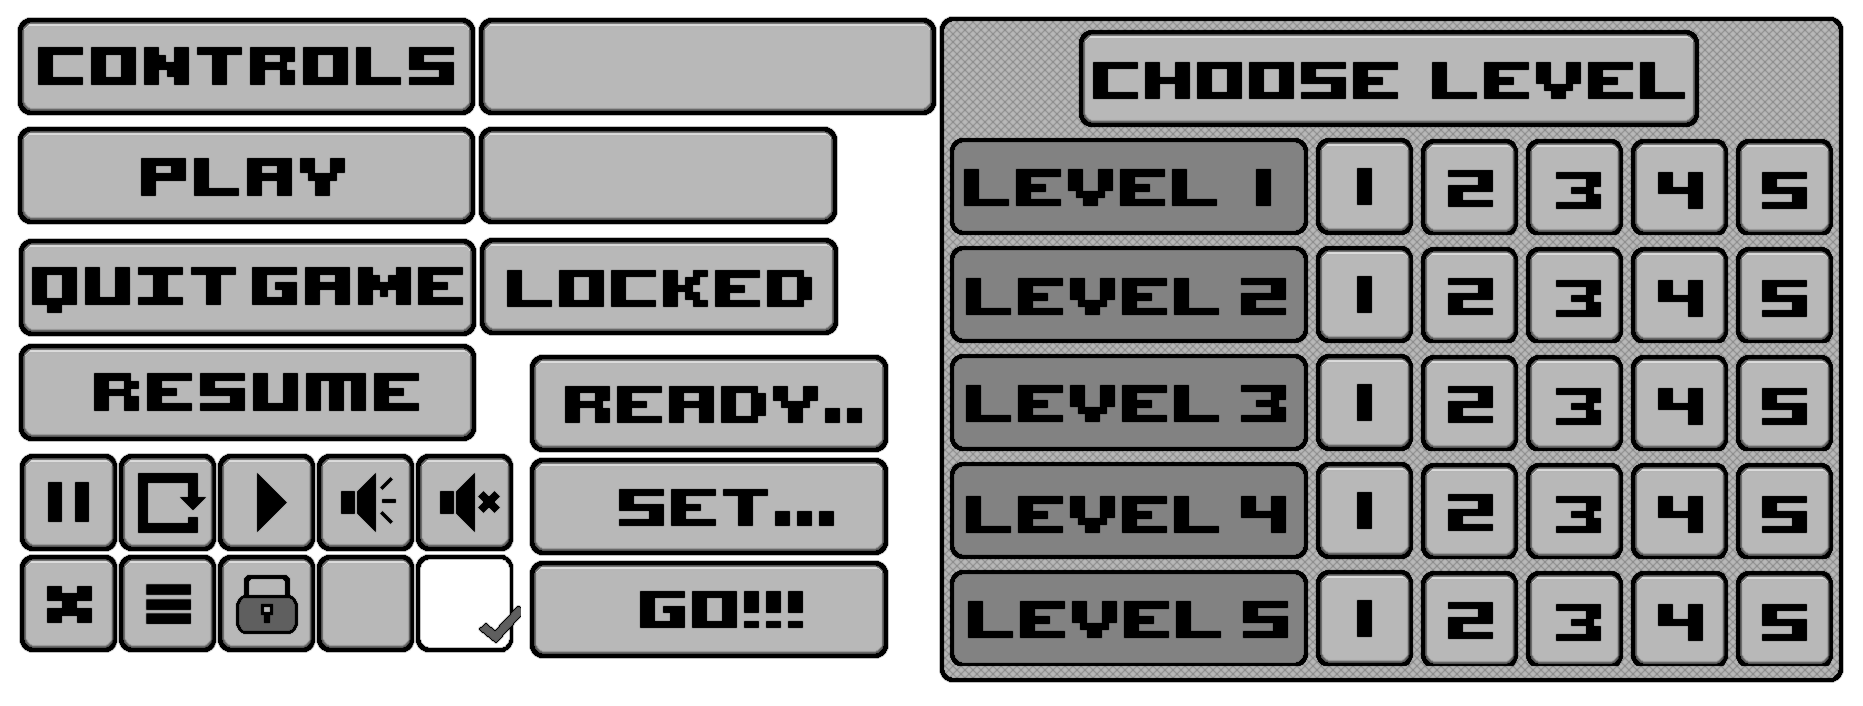 CONTROLS
PLAY
QUIT GAME
LOCKED
RESUME
READY..
SET...
GO!!!
CHOOSE LEVEL
LEVEL 1 1 2 3 4 5
LEVEL 2 1 2 3 4 5
LEVEL 3 1 2 3 4 5
LEVEL 4 1 2 3 4 5
LEVEL 5 1 2 3 4 5